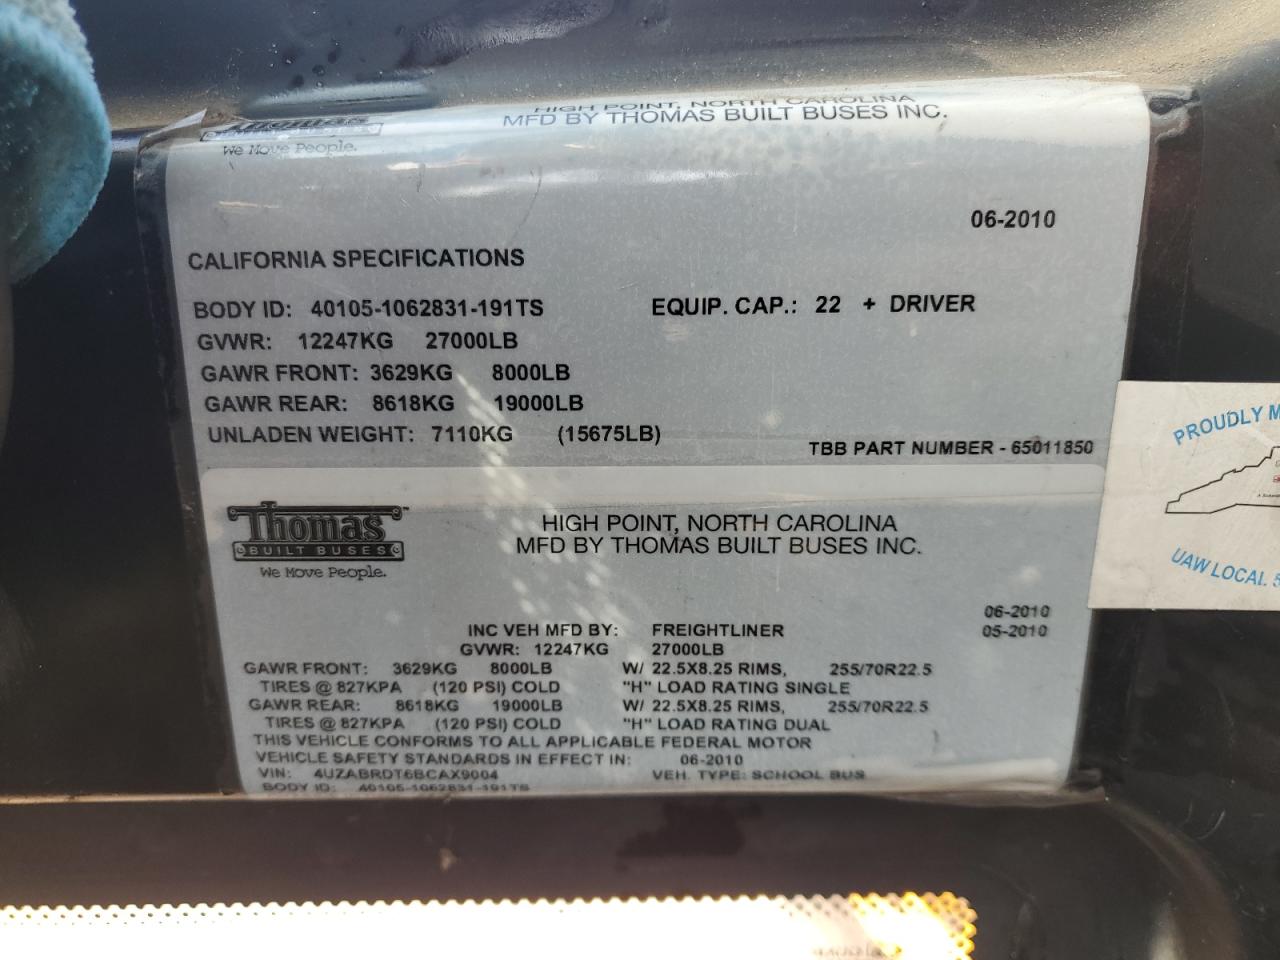 HIGH POINT, NORTH CAROLINA
MFD BY THOMAS BUILT BUSES INC.
Thomas
We Move People.
06-2010
CALIFORNIA SPECIFICATIONS
BODY ID: 40105-1062831-191TS EQUIP. CAP.: 22 + DRIVER
GVWR: 12247KG 27000LB
GAWR FRONT: 3629KG 8000LB
GAWR REAR: 8618KG 19000LB
UNLADEN WEIGHT: 7110KG (15675LB)
TBB PART NUMBER - 65011850
Thomas
BUILT BUSES
We Move People.
HIGH POINT, NORTH CAROLINA
MFD BY THOMAS BUILT BUSES INC.
06-2010
INC VEH MFD BY: FREIGHTLINER 05-2010
GVWR: 12247KG 27000LB
GAWR FRONT: 3629KG 8000LB W/ 22.5X8.25 RIMS, 255/70R22.5
TIRES @ 827KPA (120 PSI) COLD "H" LOAD RATING SINGLE
GAWR REAR: 8618KG 19000LB W/ 22.5X8.25 RIMS, 255/70R22.5
TIRES @ 827KPA (120 PSI) COLD "H" LOAD RATING DUAL
THIS VEHICLE CONFORMS TO ALL APPLICABLE FEDERAL MOTOR
VEHICLE SAFETY STANDARDS IN EFFECT IN: 06-2010
VIN: 4UZABRDT6BCAX9004 VEH. TYPE: SCHOOL BUS
BODY ID: 40105-1062831-191TS
PROUDLY M
UAW LOCAL 5